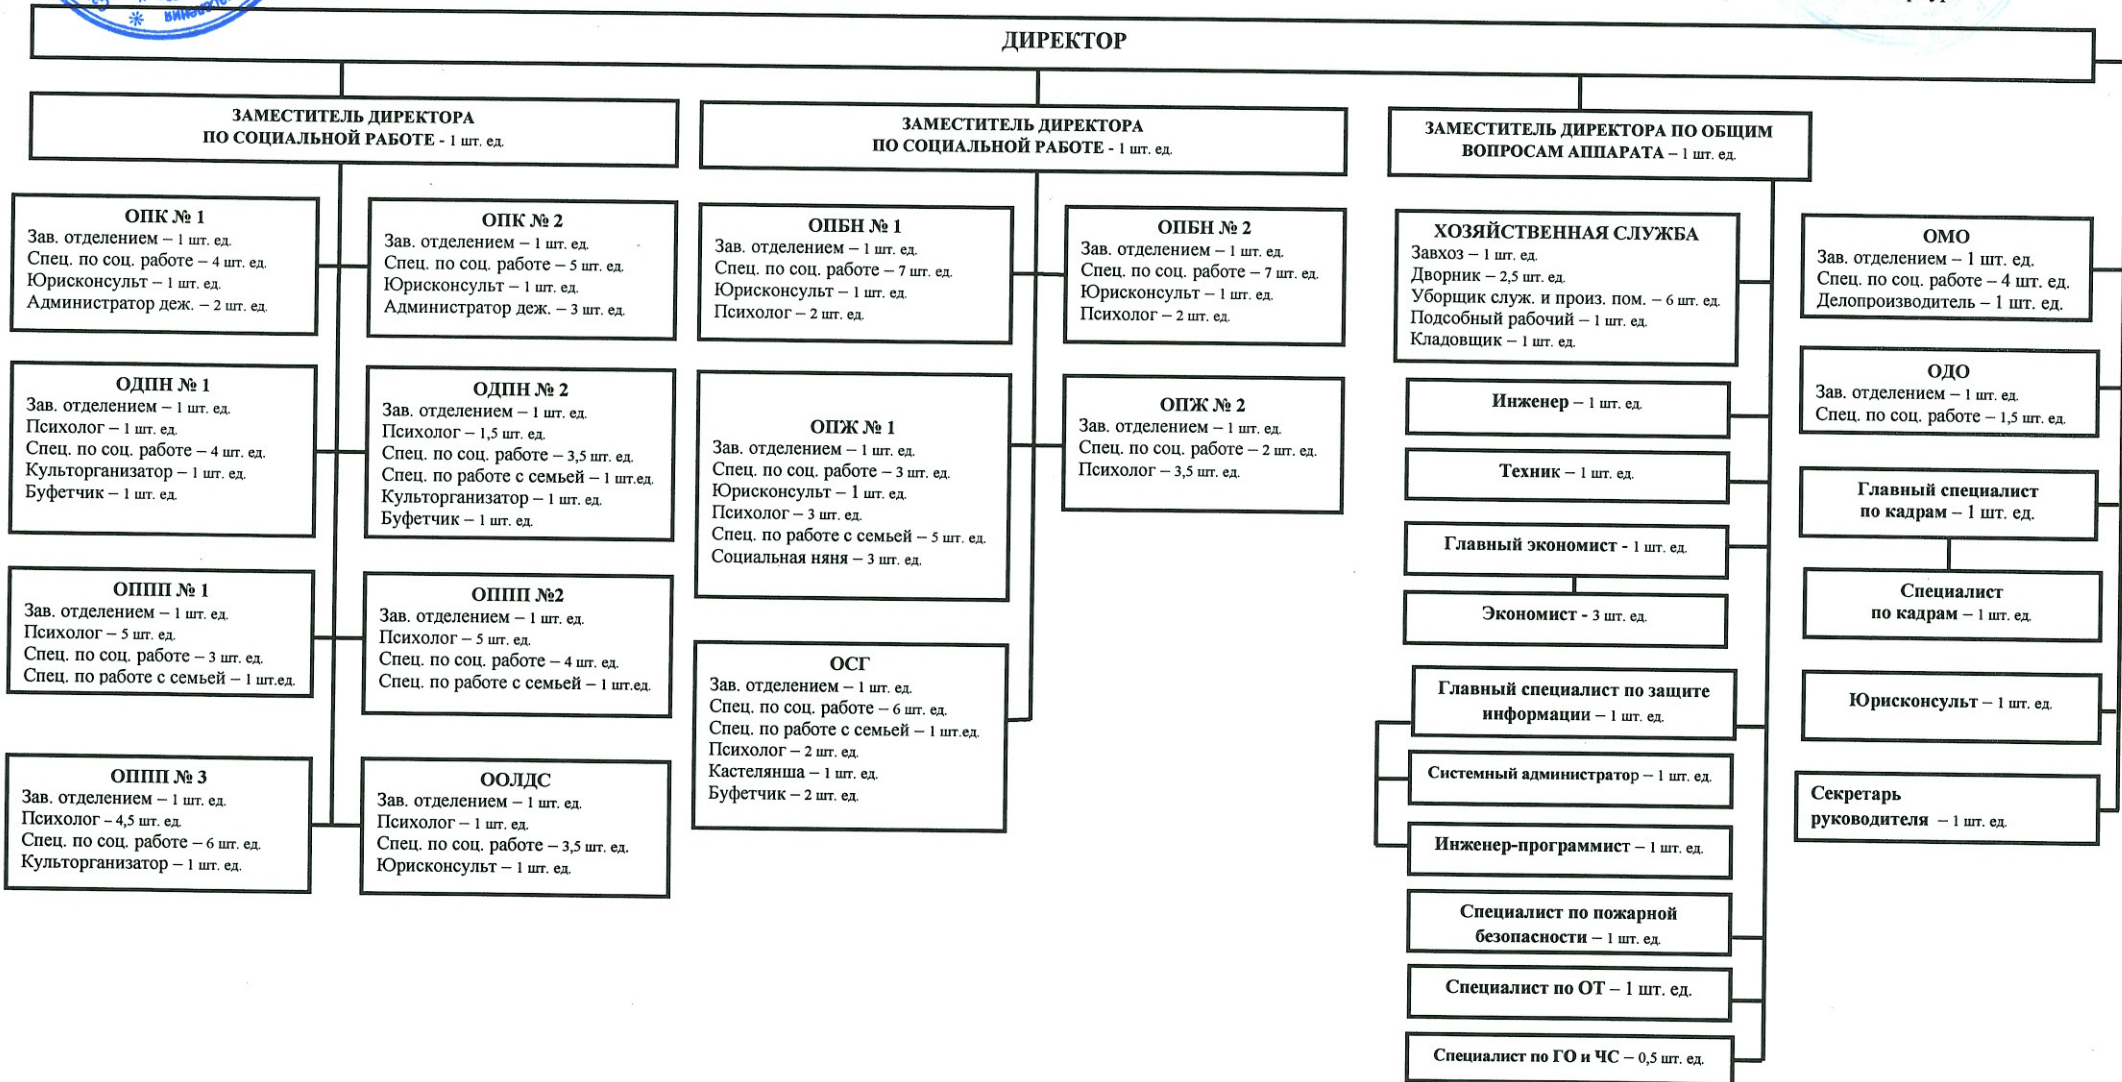 ДИРЕКТОР
ЗАМЕСТИТЕЛЬ ДИРЕКТОРА
ПО СОЦИАЛЬНОЙ РАБОТЕ - 1 шт. ед.
ЗАМЕСТИТЕЛЬ ДИРЕКТОРА
ПО СОЦИАЛЬНОЙ РАБОТЕ - 1 шт. ед.
ЗАМЕСТИТЕЛЬ ДИРЕКТОРА ПО ОБЩИМ
ВОПРОСАМ АППАРАТА – 1 шт. ед.
ОПК № 1
Зав. отделением – 1 шт. ед.
Спец. по соц. работе – 4 шт. ед.
Юрисконсульт – 1 шт. ед.
Администратор деж. – 2 шт. ед.
ОПК № 2
Зав. отделением – 1 шт. ед.
Спец. по соц. работе – 5 шт. ед.
Юрисконсульт – 1 шт. ед.
Администратор деж. – 3 шт. ед.
ОДПН № 1
Зав. отделением – 1 шт. ед.
Психолог – 1 шт. ед.
Спец. по соц. работе – 4 шт. ед.
Культорганизатор – 1 шт. ед.
Буфетчик – 1 шт. ед.
ОДПН № 2
Зав. отделением – 1 шт. ед.
Психолог – 1,5 шт. ед.
Спец. по соц. работе – 3,5 шт. ед.
Спец. по работе с семьей – 1 шт.ед.
Культорганизатор – 1 шт. ед.
Буфетчик – 1 шт. ед.
ОППП № 1
Зав. отделением – 1 шт. ед.
Психолог – 5 шт. ед.
Спец. по соц. работе – 3 шт. ед.
Спец. по работе с семьей – 1 шт.ед.
ОППП №2
Зав. отделением – 1 шт. ед.
Психолог – 5 шт. ед.
Спец. по соц. работе – 4 шт. ед.
Спец. по работе с семьей – 1 шт.ед.
ОППП № 3
Зав. отделением – 1 шт. ед.
Психолог – 4,5 шт. ед.
Спец. по соц. работе – 6 шт. ед.
Культорганизатор – 1 шт. ед.
ООЛДС
Зав. отделением – 1 шт. ед.
Психолог – 1 шт. ед.
Спец. по соц. работе – 3,5 шт. ед.
Юрисконсульт – 1 шт. ед.
ОПБН № 1
Зав. отделением – 1 шт. ед.
Спец. по соц. работе – 7 шт. ед.
Юрисконсульт – 1 шт. ед.
Психолог – 2 шт. ед.
ОПБН № 2
Зав. отделением – 1 шт. ед.
Спец. по соц. работе – 7 шт. ед.
Юрисконсульт – 1 шт. ед.
Психолог – 2 шт. ед.
ОПЖ № 1
Зав. отделением – 1 шт. ед.
Спец. по соц. работе – 3 шт. ед.
Юрисконсульт – 1 шт. ед.
Психолог – 3 шт. ед.
Спец. по работе с семьей – 5 шт. ед.
Социальная няня – 3 шт. ед.
ОПЖ № 2
Зав. отделением – 1 шт. ед.
Спец. по соц. работе – 2 шт. ед.
Психолог – 3,5 шт. ед.
ОСГ
Зав. отделением – 1 шт. ед.
Спец. по соц. работе – 6 шт. ед.
Спец. по работе с семьей – 1 шт.ед.
Психолог – 2 шт. ед.
Кастелянша – 1 шт. ед.
Буфетчик – 2 шт. ед.
ХОЗЯЙСТВЕННАЯ СЛУЖБА
Завхоз – 1 шт. ед.
Дворник – 2,5 шт. ед.
Уборщик служ. и произ. пом. – 6 шт. ед.
Подсобный рабочий – 1 шт. ед.
Кладовщик – 1 шт. ед.
Инженер – 1 шт. ед.
Техник – 1 шт. ед.
Главный экономист - 1 шт. ед.
Экономист - 3 шт. ед.
Главный специалист по защите
информации – 1 шт. ед.
Системный администратор – 1 шт. ед.
Инженер-программист – 1 шт. ед.
Специалист по пожарной
безопасности – 1 шт. ед.
Специалист по ОТ – 1 шт. ед.
Специалист по ГО и ЧС – 0,5 шт. ед.
ОМО
Зав. отделением – 1 шт. ед.
Спец. по соц. работе – 4 шт. ед.
Делопроизводитель – 1 шт. ед.
ОДО
Зав. отделением – 1 шт. ед.
Спец. по соц. работе – 1,5 шт. ед.
Главный специалист
по кадрам – 1 шт. ед.
Специалист
по кадрам – 1 шт. ед.
Юрисконсульт – 1 шт. ед.
Секретарь
руководителя – 1 шт. ед.